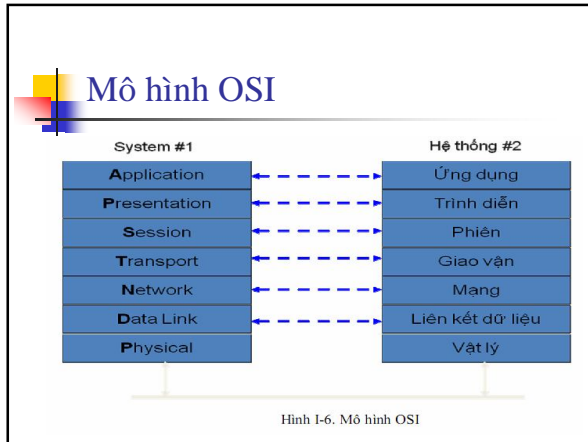 Mô hình OSI
System #1
Hệ thống #2
Application
Ứng dụng
Presentation
Trình diễn
Session
Phiên
Transport
Giao vận
Network
Mạng
Data Link
Liên kết dữ liệu
Physical
Vật lý
Hình I-6. Mô hình OSI